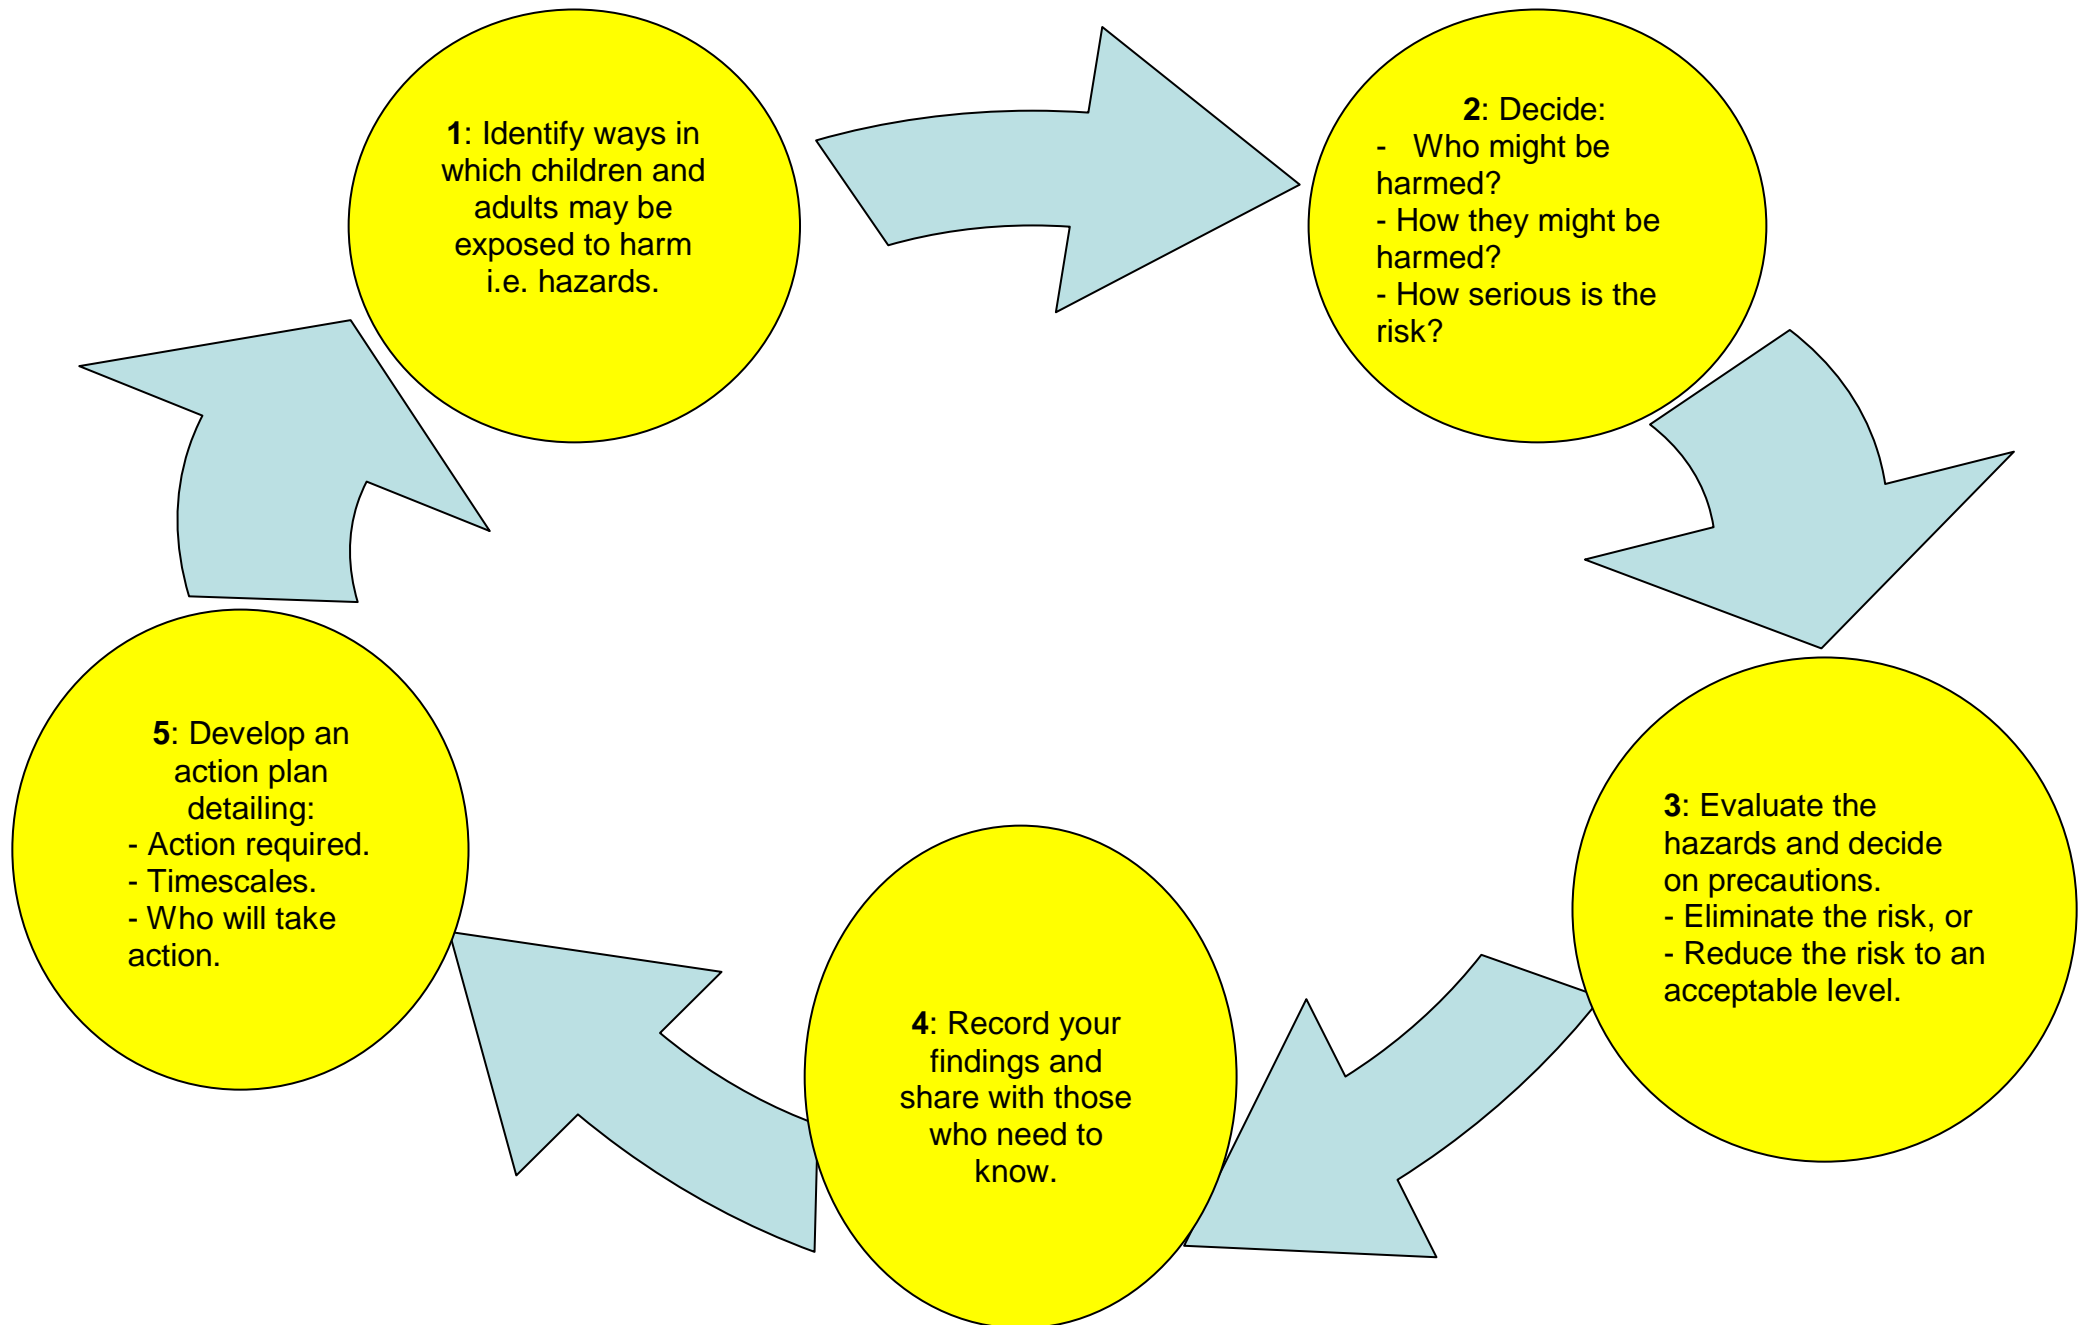 1: Identify ways in
which children and
adults may be
exposed to harm
i.e. hazards.
2: Decide:
- Who might be
harmed?
- How they might be
harmed?
- How serious is the
risk?
3: Evaluate the
hazards and decide
on precautions.
- Eliminate the risk, or
- Reduce the risk to an
acceptable level.
4: Record your
findings and
share with those
who need to
know.
5: Develop an
action plan
detailing:
- Action required.
- Timescales.
- Who will take
action.